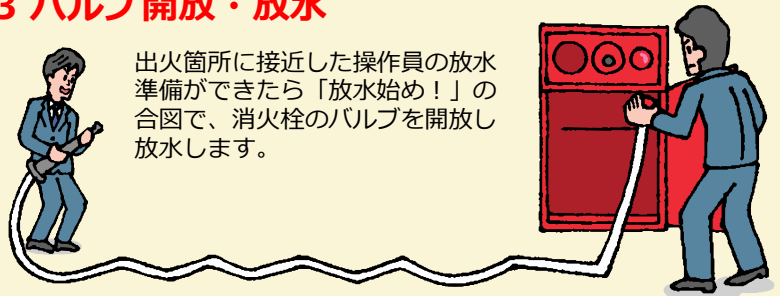 3 バルブ開放・放水
出火箇所に接近した操作員の放水
準備ができたら「放水始め！」の
合図で、消火栓のバルブを開放し
放水します。